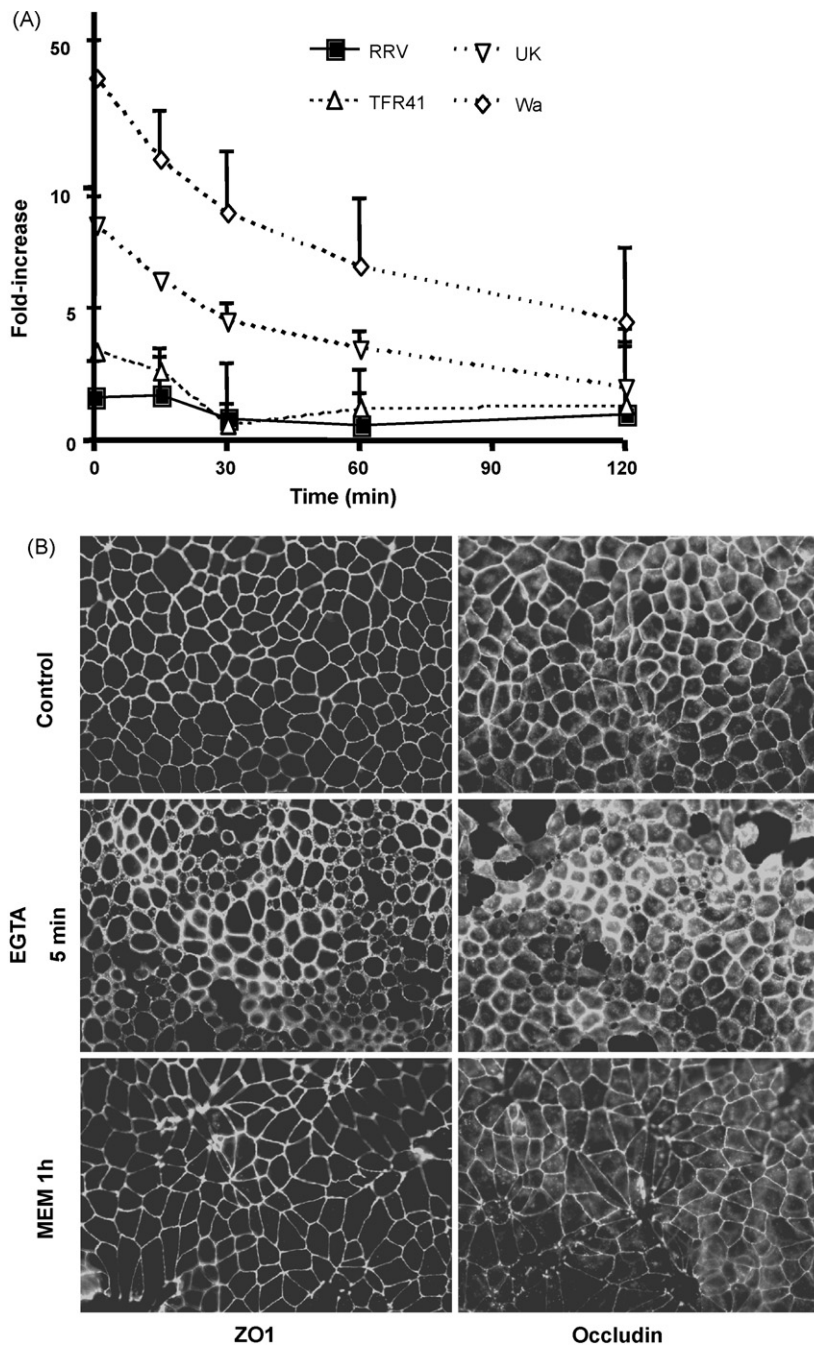 (A)
50
10
5
0
Fold-increase
RRV
UK
TFR41
Wa
0
30
60
90
120
Time (min)
(B)
Control
EGTA
5 min
MEM 1h
ZO1
Occludin